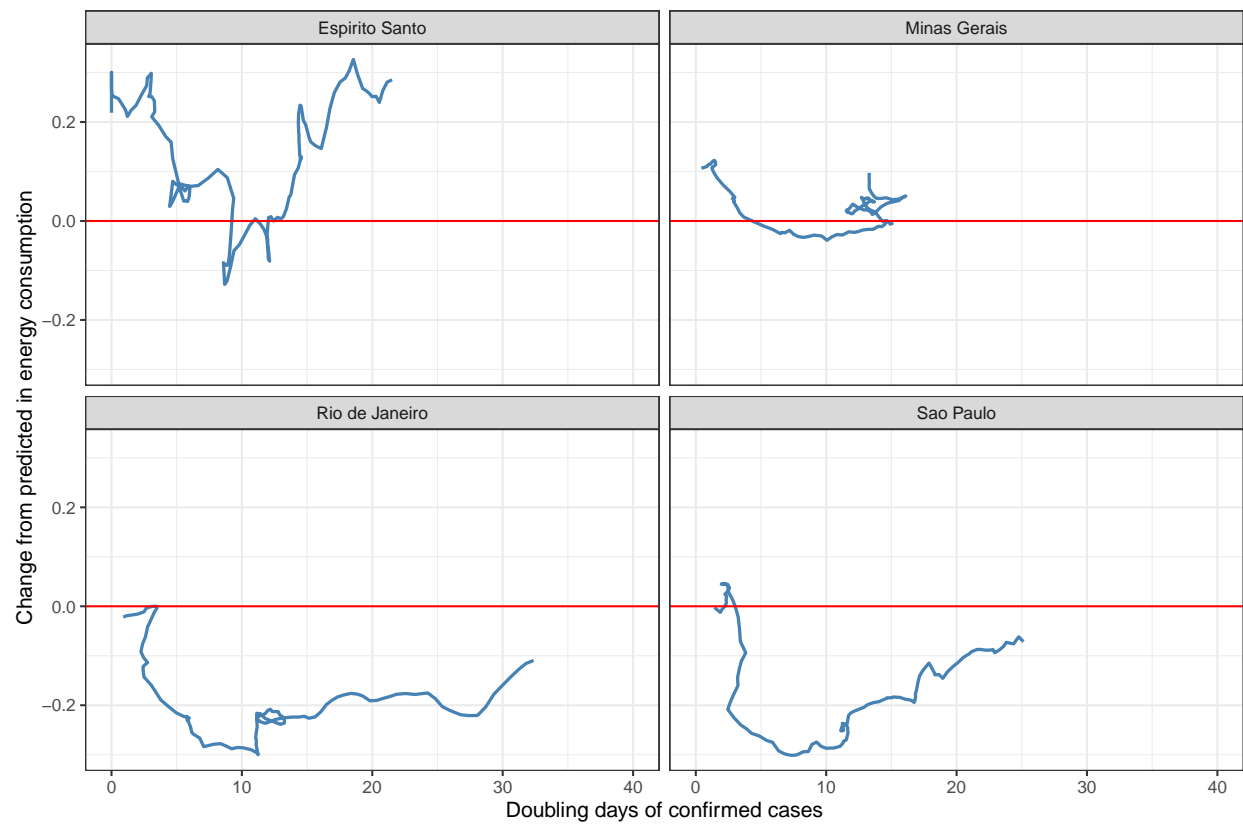 Espirito Santo
Minas Gerais
0.2
0.0
−0.2
Rio de Janeiro
Sao Paulo
0.2
0.0
−0.2
0 10 20 30 40
0 10 20 30 40
Doubling days of confirmed cases
Change from predicted in energy consumption